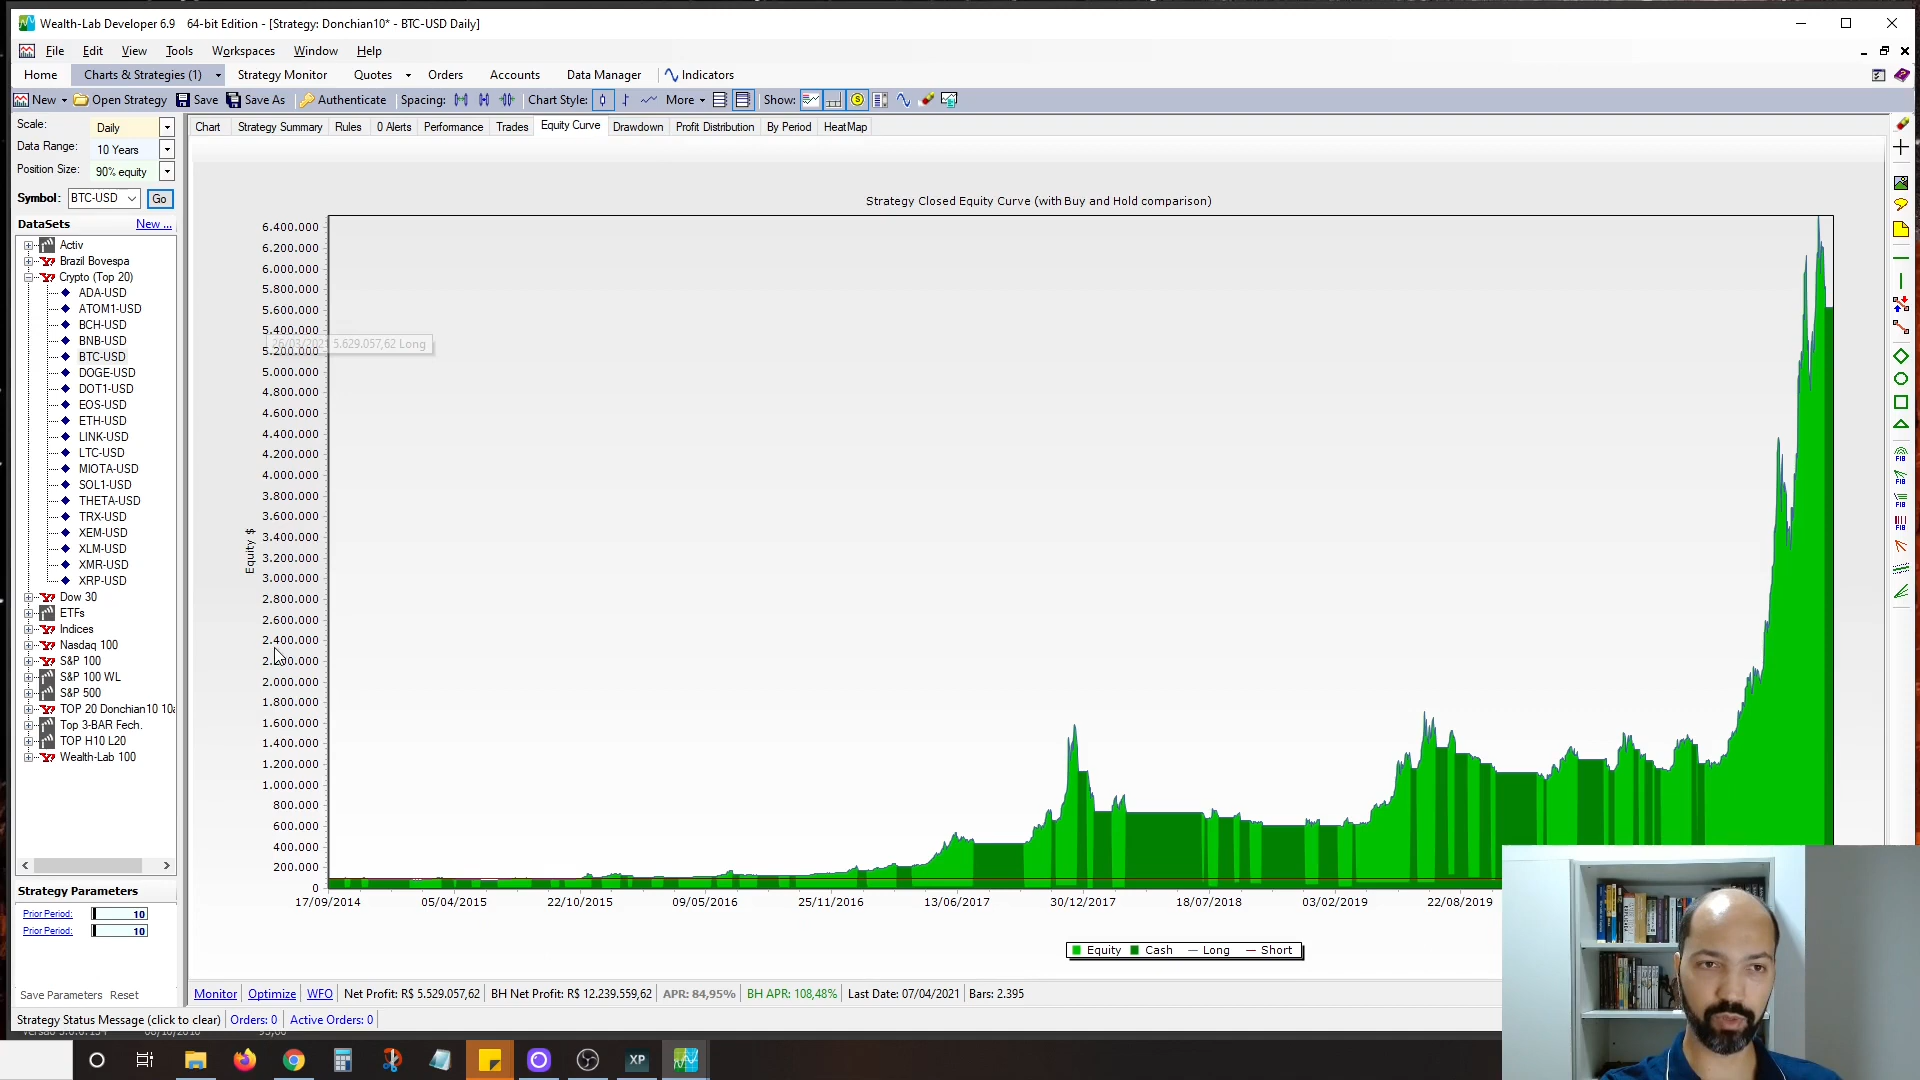 Wealth-Lab Developer 6.9 64-bit Edition - [Strategy: Donchian10* - BTC-USD Daily]
File Edit View Tools Workspaces Window Help
Home Charts & Strategies (1) Strategy Monitor Quotes Orders Accounts Data Manager Indicators
New Open Strategy Save Save As Authenticate Spacing: Chart Style: More Show:
Scale: Daily
Data Range: 10 Years
Position Size: 90% equity
Symbol: BTC-USD Go
DataSets New ...
Activ
Brazil Bovespa
Crypto (Top 20)
ADA-USD
ATOM1-USD
BCH-USD
BNB-USD
BTC-USD
DOGE-USD
DOT1-USD
EOS-USD
ETH-USD
LINK-USD
LTC-USD
MIOTA-USD
SOL1-USD
THETA-USD
TRX-USD
XEM-USD
XLM-USD
XMR-USD
XRP-USD
Dow 30
ETFs
Indices
Nasdaq 100
S&P 100
S&P 100 WL
S&P 500
TOP 20 Donchian10 10a
Top 3-BAR Fech.
TOP H10 L20
Wealth-Lab 100
Strategy Parameters
Prior Period: 10
Prior Period: 10
Save Parameters Reset
Chart Strategy Summary Rules 0 Alerts Performance Trades Equity Curve Drawdown Profit Distribution By Period HeatMap
Strategy Closed Equity Curve (with Buy and Hold comparison)
6.400.000
6.200.000
6.000.000
5.800.000
5.600.000
5.400.000
26/03/2021 5.629.057,62 Long
5.200.000
5.000.000
4.800.000
4.600.000
4.400.000
4.200.000
4.000.000
3.800.000
3.600.000
3.400.000
3.200.000
3.000.000
2.800.000
2.600.000
2.400.000
2.200.000
2.000.000
1.800.000
1.600.000
1.400.000
1.200.000
1.000.000
800.000
600.000
400.000
200.000
0
Equity $
17/09/2014 05/04/2015 22/10/2015 09/05/2016 25/11/2016 13/06/2017 30/12/2017 18/07/2018 03/02/2019 22/08/2019
Equity Cash Long Short
Monitor Optimize WFO Net Profit: R$ 5.529.057,62 BH Net Profit: R$ 12.239.559,62 APR: 84,95% BH APR: 108,48% Last Date: 07/04/2021 Bars: 2.395
Strategy Status Message (click to clear) Orders: 0 Active Orders: 0
XP
FIB
FIB
FIB
FIB